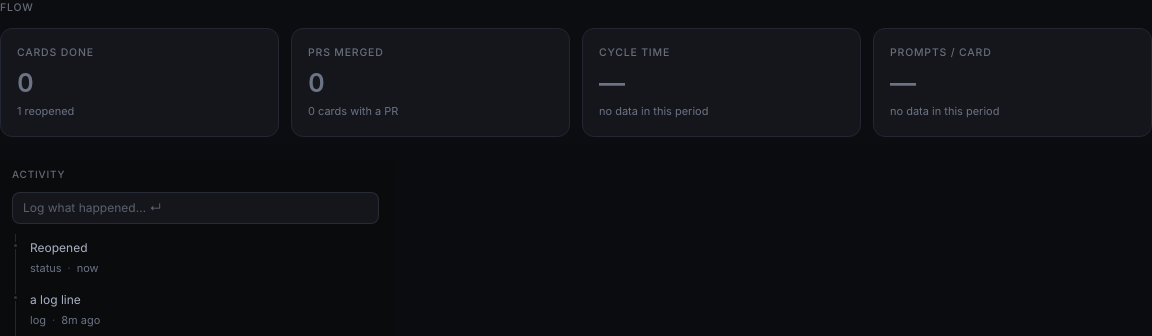 FLOW
CARDS DONE
0
1 reopened
PRS MERGED
0
0 cards with a PR
CYCLE TIME
—
no data in this period
PROMPTS / CARD
—
no data in this period
ACTIVITY
Log what happened... ↵
Reopened
status · now
a log line
log · 8m ago